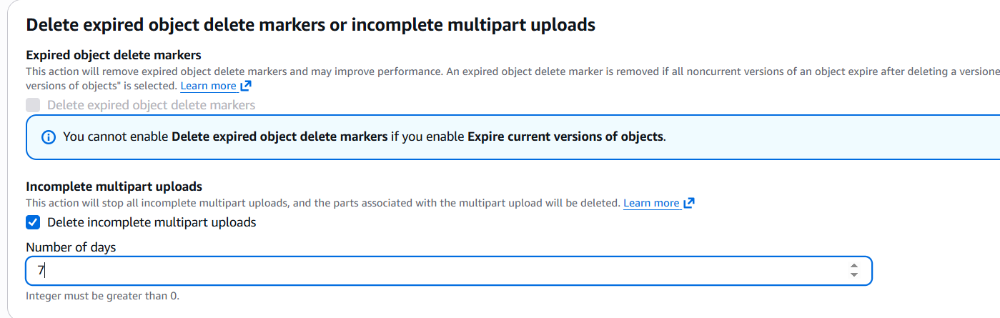 Delete expired object delete markers or incomplete multipart uploads
Expired object delete markers
This action will remove expired object delete markers and may improve performance. An expired object delete marker is removed if all noncurrent versions of an object expire after deleting a versione
versions of objects" is selected. Learn more
Delete expired object delete markers
You cannot enable Delete expired object delete markers if you enable Expire current versions of objects.
Incomplete multipart uploads
This action will stop all incomplete multipart uploads, and the parts associated with the multipart upload will be deleted. Learn more
Delete incomplete multipart uploads
Number of days
7
Integer must be greater than 0.